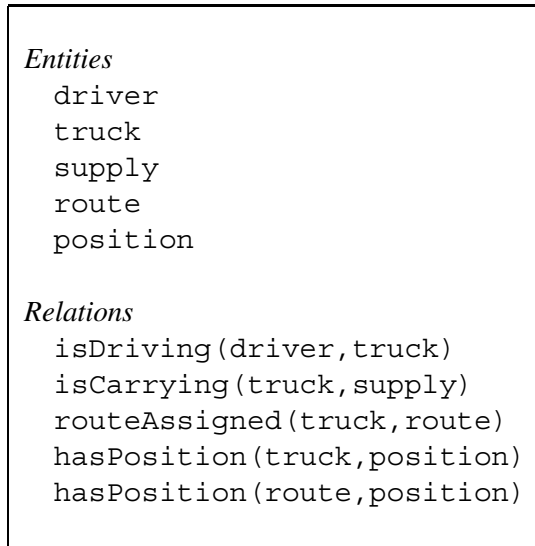 Entities
driver
truck
supply
route
position
Relations
isDriving(driver,truck)
isCarrying(truck,supply)
routeAssigned(truck,route)
hasPosition(truck,position)
hasPosition(route,position)